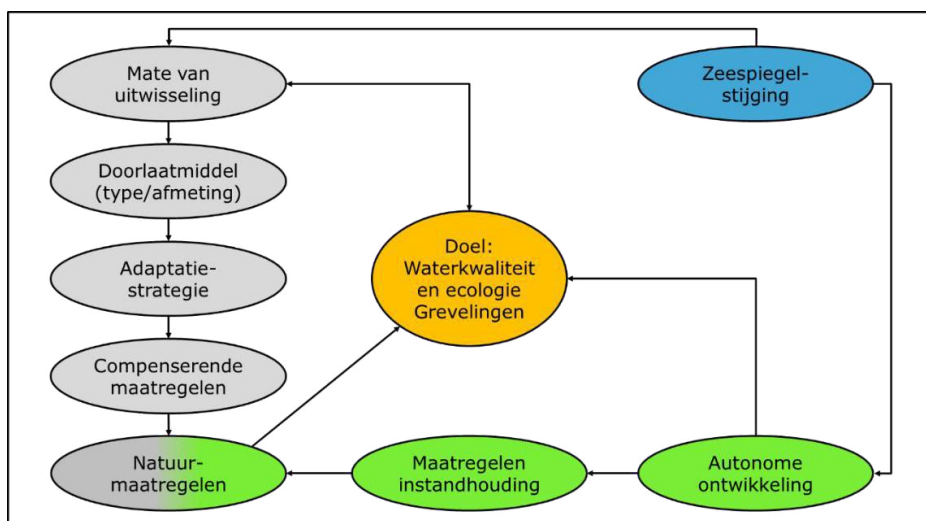 Mate van
uitwisseling
Zeespiegel-
stijging
Doorlaatmiddel
(type/afmeting)
Adaptatie-
strategie
Doel:
Waterkwaliteit
en ecologie
Grevelingen
Compenserende
maatregelen
Natuur-
maatregelen
Maatregelen
instandhouding
Autonome
ontwikkeling